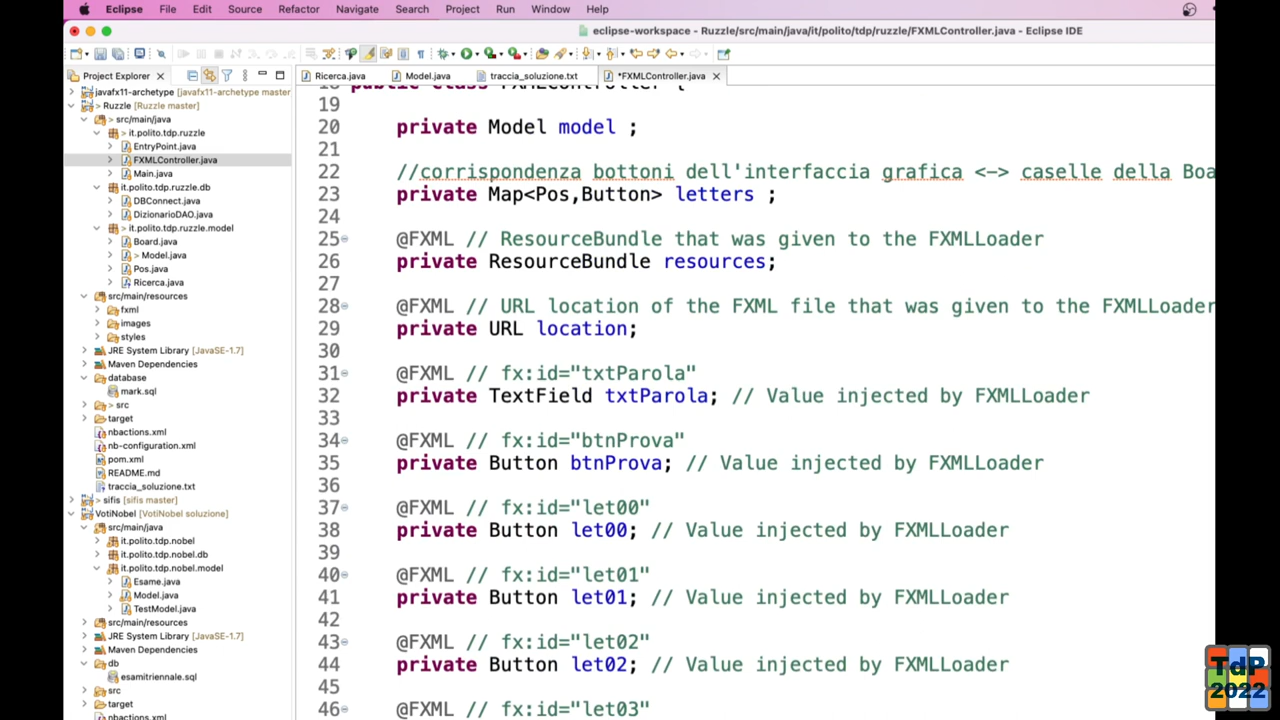 Eclipse File Edit Source Refactor Navigate Search Project Run Window Help
eclipse-workspace - Ruzzle/src/main/java/it/polito/tdp/ruzzle/FXMLController.java - Eclipse IDE
Project Explorer
Ricerca.java Model.java traccia_soluzione.txt *FXMLController.java
javafx11-archetype [javafx11-archetype master
> Ruzzle [Ruzzle master]
> src/main/java
> it.polito.tdp.ruzzle
EntryPoint.java
FXMLController.java
Main.java
it.polito.tdp.ruzzle.db
DBConnect.java
DizionarioDAO.java
> it.polito.tdp.ruzzle.model
Board.java
> Model.java
Pos.java
Ricerca.java
src/main/resources
fxml
images
styles
JRE System Library [JavaSE-1.7]
Maven Dependencies
database
mark.sql
> src
target
nbactions.xml
nb-configuration.xml
pom.xml
README.md
traccia_soluzione.txt
> sifis [sifis master]
VotiNobel [VotiNobel soluzione]
src/main/java
it.polito.tdp.nobel
it.polito.tdp.nobel.db
it.polito.tdp.nobel.model
Esame.java
Model.java
TestModel.java
src/main/resources
JRE System Library [JavaSE-1.7]
Maven Dependencies
db
esamitriennale.sql
src
target
nbactions.xml
18 public class FXMLController {
19
20 private Model model ;
21
22 //corrispondenza bottoni dell'interfaccia grafica <-> caselle della Boa
23 private Map<Pos,Button> letters ;
24
25 @FXML // ResourceBundle that was given to the FXMLLoader
26 private ResourceBundle resources;
27
28 @FXML // URL location of the FXML file that was given to the FXMLLoader
29 private URL location;
30
31 @FXML // fx:id="txtParola"
32 private TextField txtParola; // Value injected by FXMLLoader
33
34 @FXML // fx:id="btnProva"
35 private Button btnProva; // Value injected by FXMLLoader
36
37 @FXML // fx:id="let00"
38 private Button let00; // Value injected by FXMLLoader
39
40 @FXML // fx:id="let01"
41 private Button let01; // Value injected by FXMLLoader
42
43 @FXML // fx:id="let02"
44 private Button let02; // Value injected by FXMLLoader
45
46 @FXML // fx:id="let03"
TdP
2022